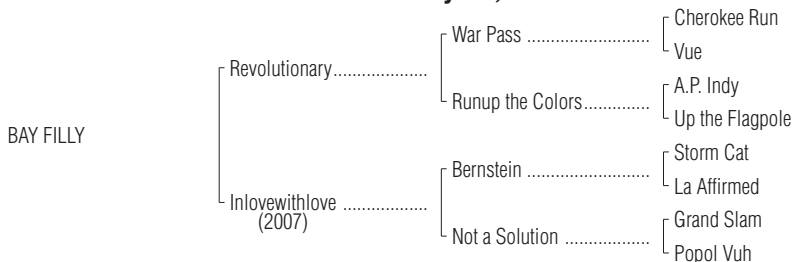 Cherokee Run
War Pass ..........................
Vue
Revolutionary....................
A.P. Indy
Runup the Colors..............
Up the Flagpole
BAY FILLY
Storm Cat
Bernstein ..........................
La Affirmed
Inlovewithlove ..................
(2007)
Grand Slam
Not a Solution ..................
Popol Vuh